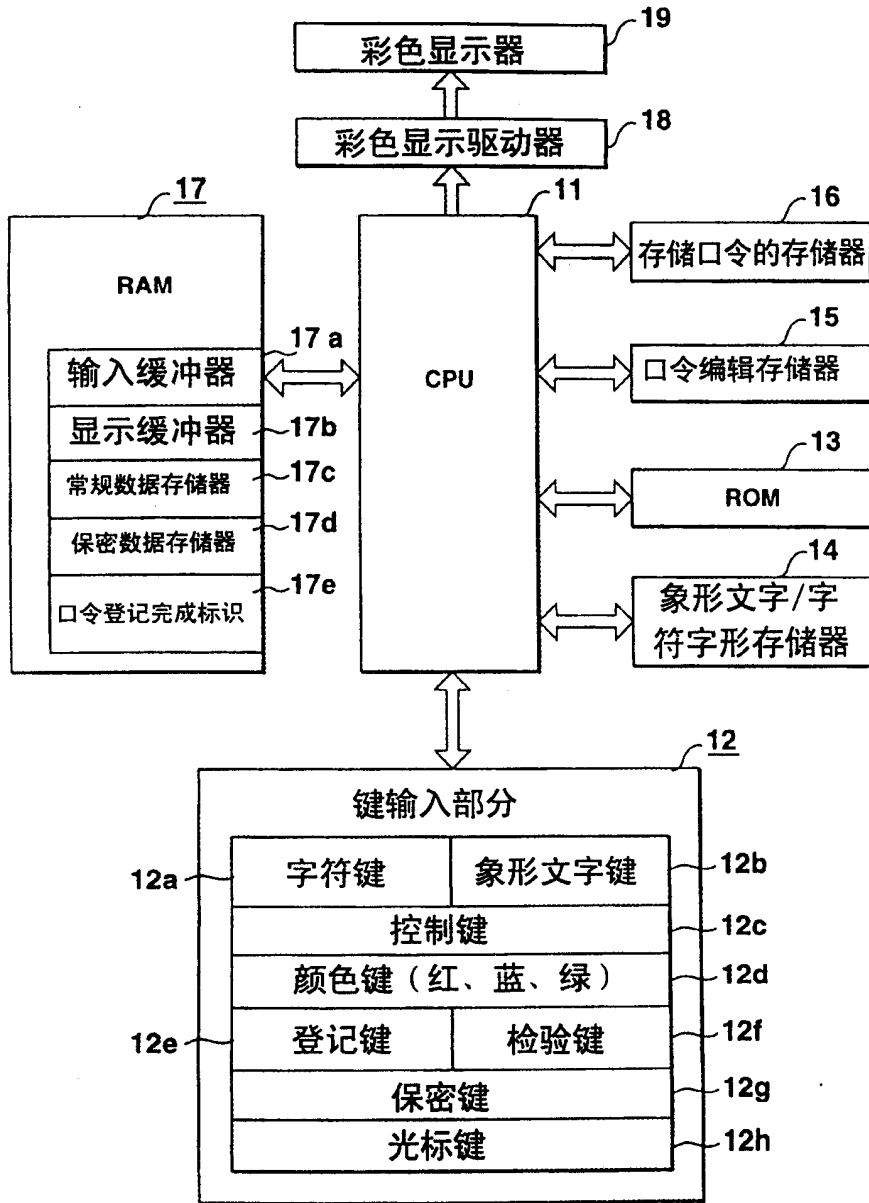 19
彩色显示器
18
彩色显示驱动器
17
11
16
RAM
存储口令的存储器
17 a
输入缓冲器
CPU
15
口令编辑存储器
显示缓冲器
17b
常规数据存储器
17c
13
ROM
保密数据存储器
17d
14
口令登记完成标识
17e
象形文字/字
符字形存储器
12
键输入部分
12a
字符键
象形文字键
12b
控制键
12c
颜色键(红、蓝、绿)
12d
12e
登记键
检验键
12f
保密键
12g
光标键
12h